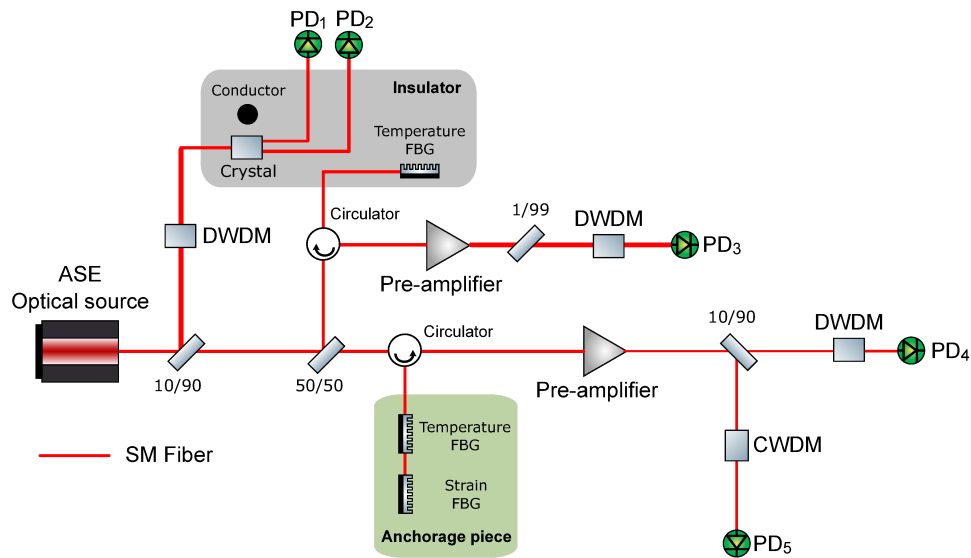 PD1 PD2
Conductor
Insulator
Temperature
FBG
Crystal
Circulator
1/99
DWDM
DWDM
PD3
Pre-amplifier
ASE
Optical source
Circulator
10/90
DWDM
10/90
50/50
Pre-amplifier
PD4
Temperature
FBG
CWDM
SM Fiber
Strain
FBG
Anchorage piece
PD5